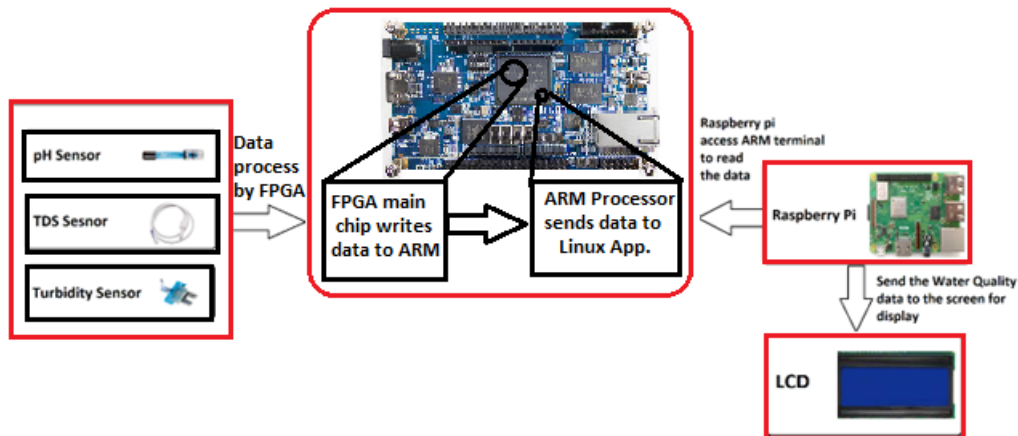 pH Sensor
TDS Sesnor
Turbidity Sensor
Data
process
by FPGA
FPGA main
chip writes
data to ARM
ARM Processor
sends data to
Linux App.
Raspberry pi
access ARM terminal
to read
the data
Raspberry Pi
Send the Water Quality
data to the screen for
display
LCD